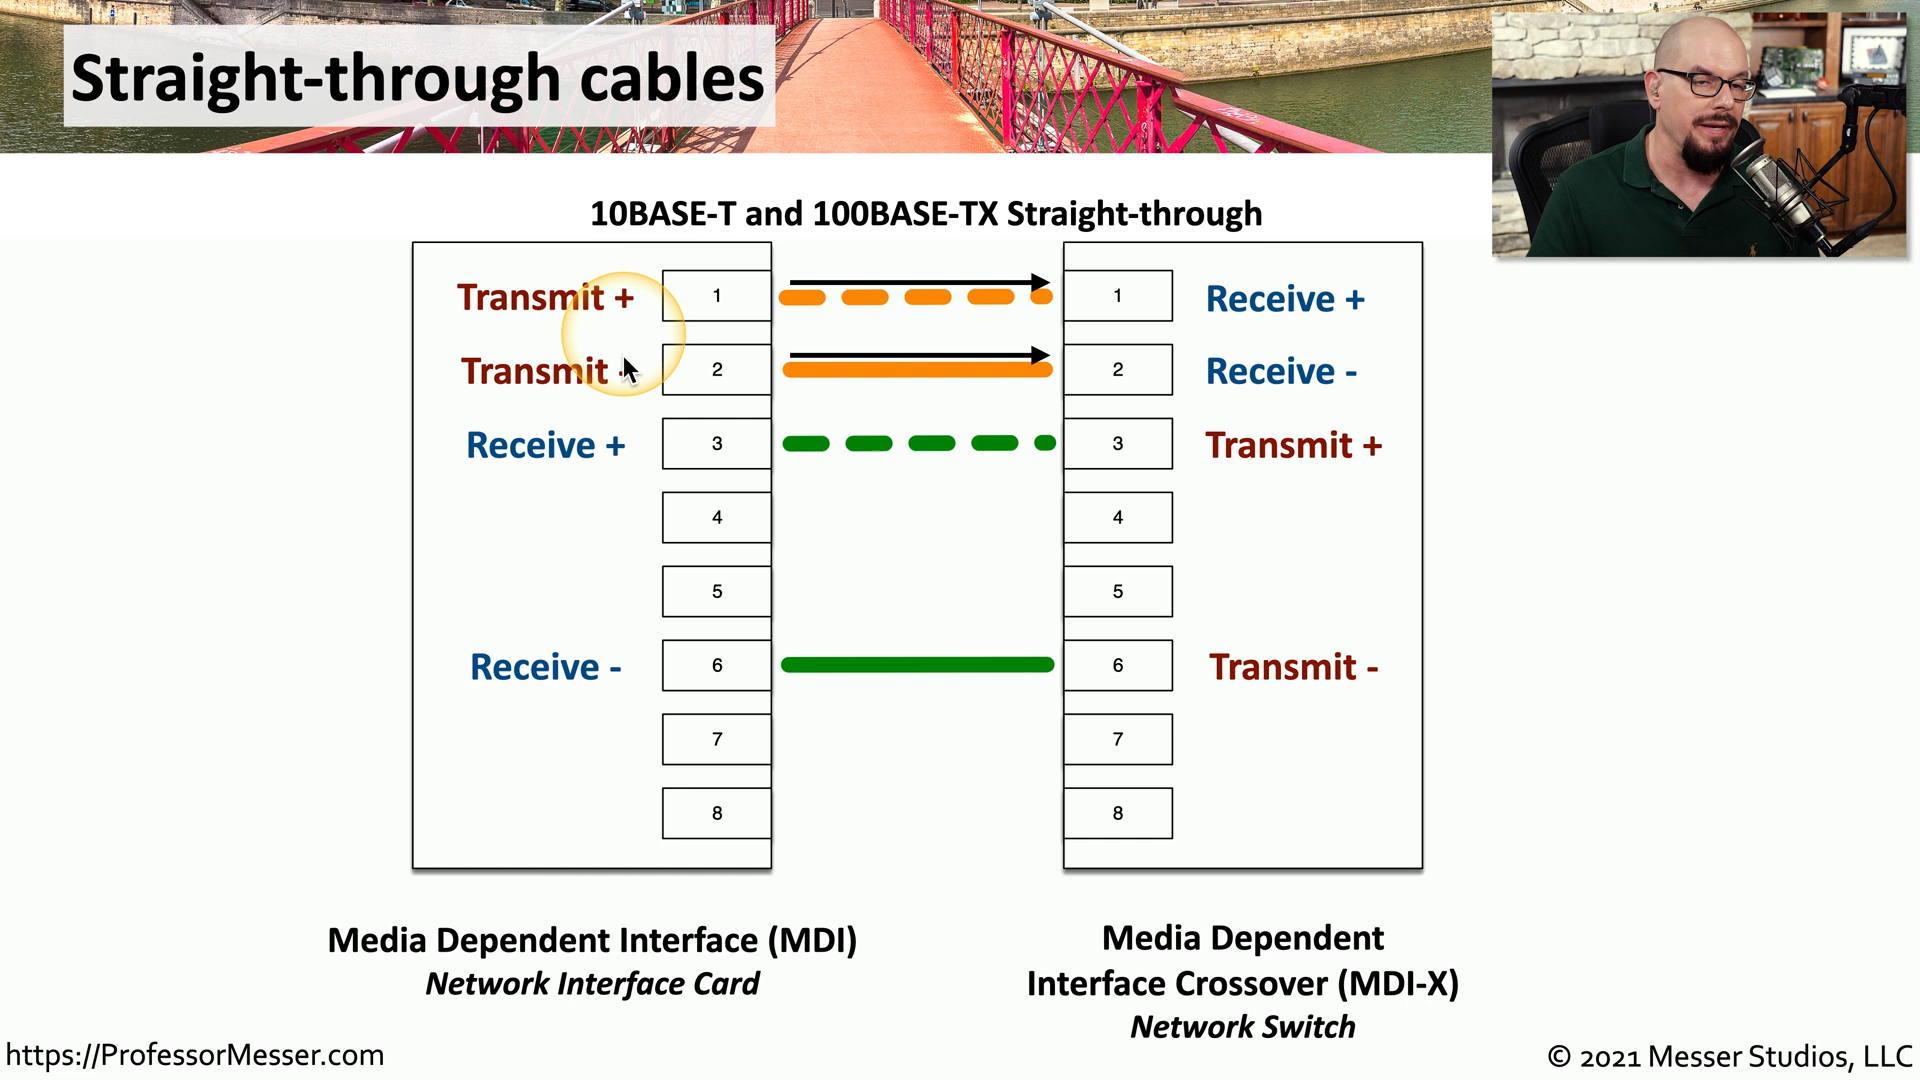 Straight-through cables
10BASE-T and 100BASE-TX Straight-through
Transmit + 1 1 Receive +
Transmit - 2 2 Receive -
Receive + 3 3 Transmit +
4 4
5 5
Receive - 6 6 Transmit -
7 7
8 8
Media Dependent Interface (MDI)
Network Interface Card
Media Dependent
Interface Crossover (MDI-X)
Network Switch
https://ProfessorMesser.com
© 2021 Messer Studios, LLC